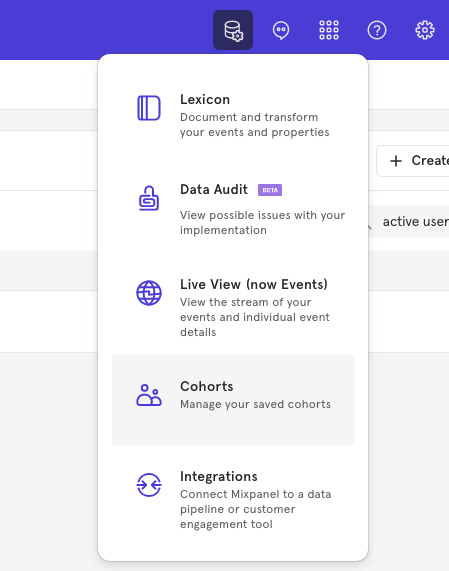 Lexicon
Document and transform
your events and properties
+ Create
Data Audit BETA
View possible issues with your
implementation
active user
Live View (now Events)
View the stream of your
events and individual event
details
Cohorts
Manage your saved cohorts
Integrations
Connect Mixpanel to a data
pipeline or customer
engagement tool